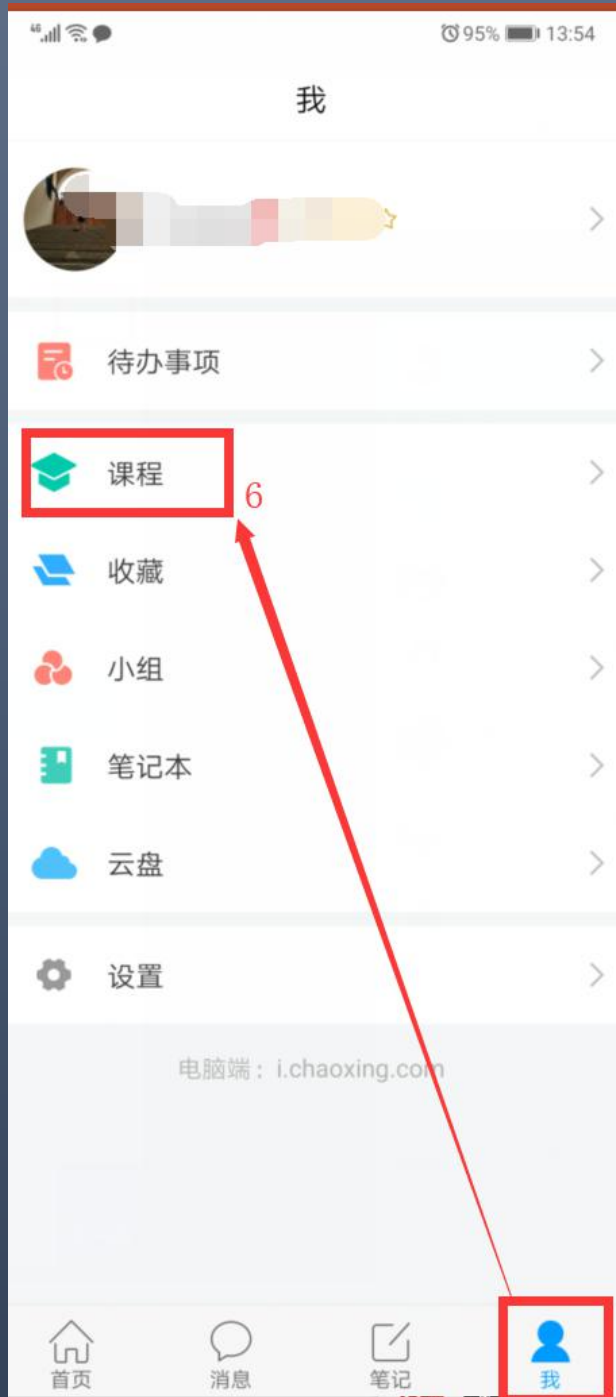 46 95% 13:54
我
待办事项
课程
6
收藏
小组
笔记本
云盘
设置
电脑端：i.chaoxing.com
首页 消息 笔记 我